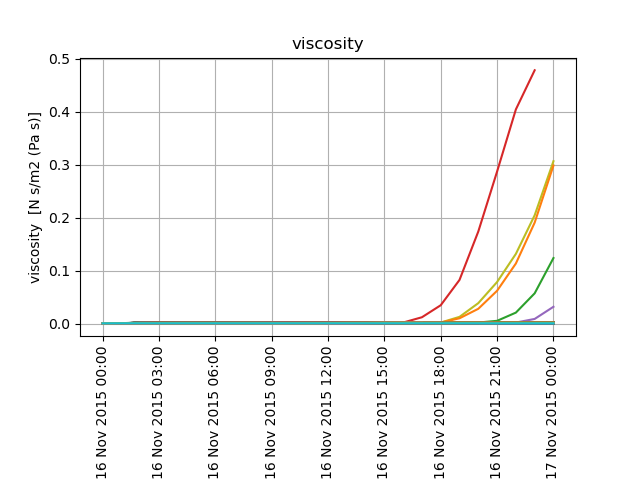 viscosity
viscosity  [N s/m2 (Pa s)]
0.5
0.4
0.3
0.2
0.1
0.0
16 Nov 2015 00:00
16 Nov 2015 03:00
16 Nov 2015 06:00
16 Nov 2015 09:00
16 Nov 2015 12:00
16 Nov 2015 15:00
16 Nov 2015 18:00
16 Nov 2015 21:00
17 Nov 2015 00:00